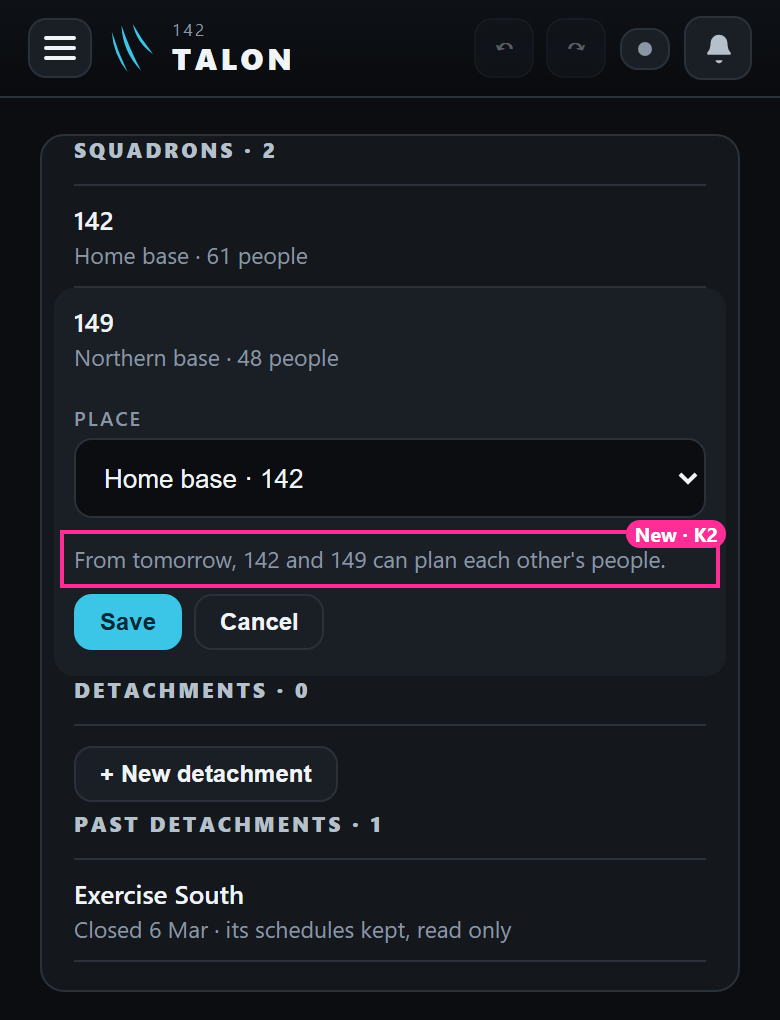 142
TALON
SQUADRONS · 2
142
Home base · 61 people
149
Northern base · 48 people
PLACE
Home base · 142
New · K2
From tomorrow, 142 and 149 can plan each other's people.
Save
Cancel
DETACHMENTS · 0
+ New detachment
PAST DETACHMENTS · 1
Exercise South
Closed 6 Mar · its schedules kept, read only